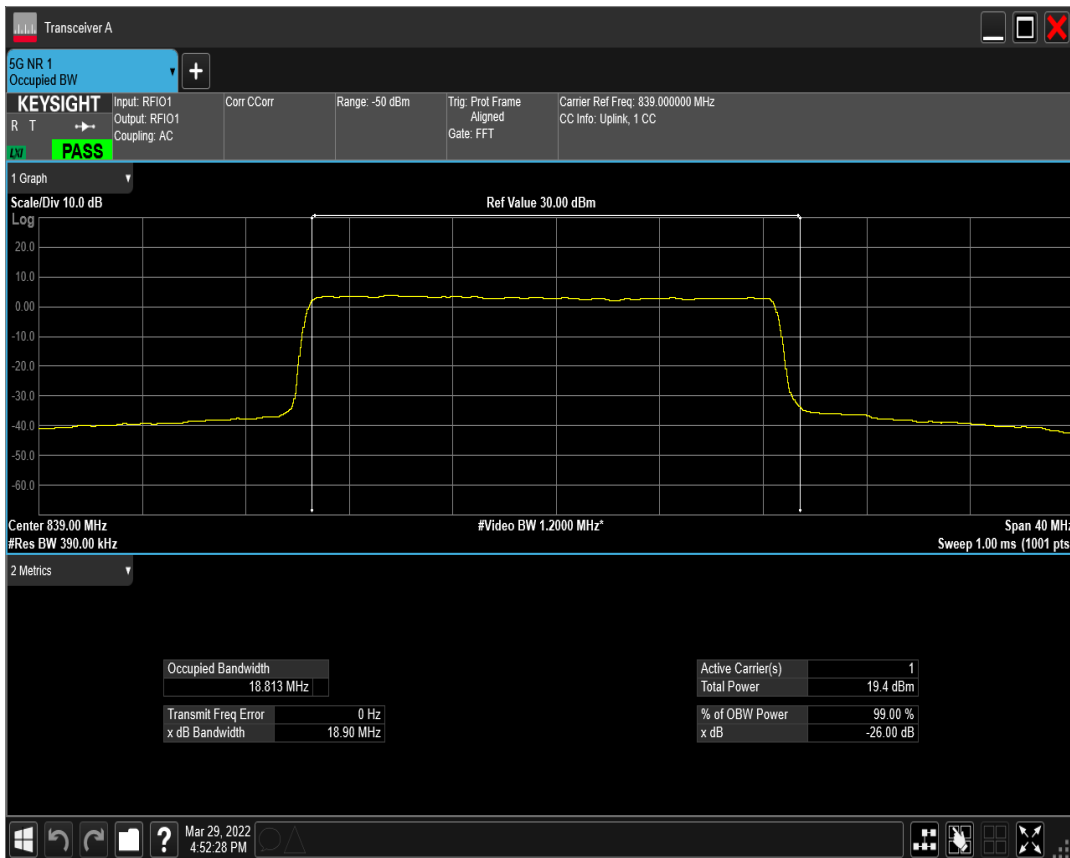 Transceiver A
5G NR 1
Occupied BW
+
KEYSIGHT
R T
LXI
PASS
Input: RFIO1
Output: RFIO1
Coupling: AC
Corr CCorr
Range: -50 dBm
Trig: Prot Frame
Aligned
Gate: FFT
Carrier Ref Freq: 839.000000 MHz
CC Info: Uplink, 1 CC
1 Graph
Scale/Div 10.0 dB
Ref Value 30.00 dBm
Log
20.0
10.0
0.00
-10.0
-20.0
-30.0
-40.0
-50.0
-60.0
Center 839.00 MHz
#Video BW 1.2000 MHz*
Span 40 MHz
#Res BW 390.00 kHz
Sweep 1.00 ms (1001 pts
2 Metrics
Occupied Bandwidth
18.813 MHz
Transmit Freq Error 0 Hz
x dB Bandwidth 18.90 MHz
Active Carrier(s) 1
Total Power 19.4 dBm
% of OBW Power 99.00 %
x dB -26.00 dB
?
Mar 29, 2022
4:52:28 PM